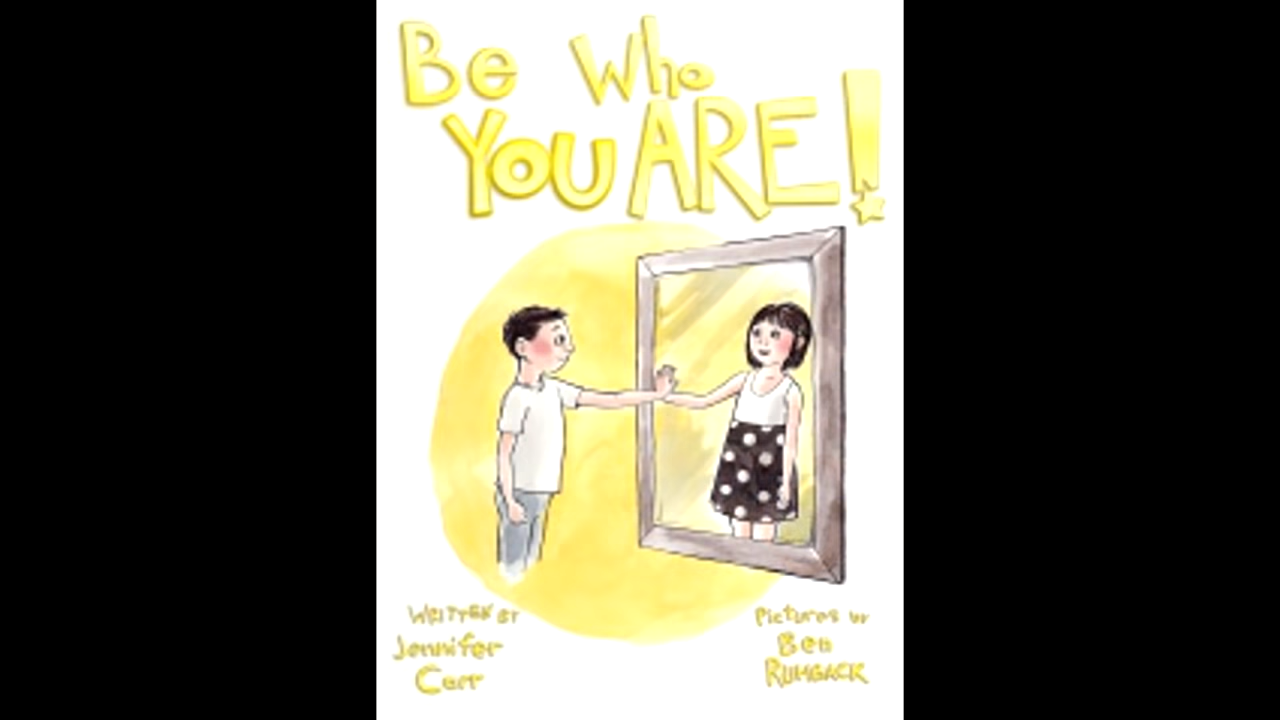 Be Who
YOU ARE!
WRITTEN BY
Jennifer
Carr
Pictures by
Ben
RUMBACK